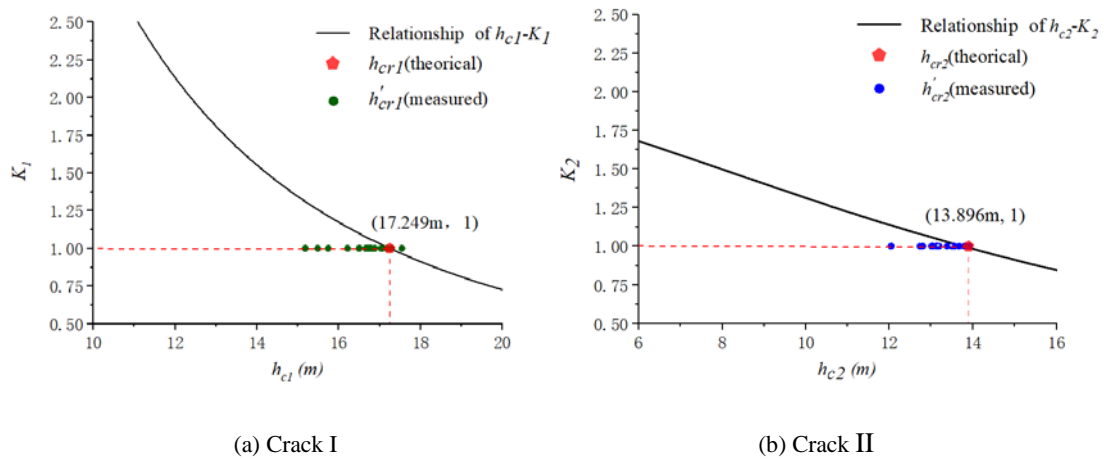 2.50
2.25
2.00
1.75
1.50
1.25
1.00
0.75
0.50
K1
Relationship of hc1-K1
hcr1(theorical)
h'cr1(measured)
(17.249m, 1)
10 12 14 16 18 20
hc1 (m)
(a) Crack I
2.50
2.25
2.00
1.75
1.50
1.25
1.00
0.75
0.50
K2
Relationship of hc2-K2
hcr2(theorical)
h'cr2(measured)
(13.896m, 1)
6 8 10 12 14 16
hc2 (m)
(b) Crack II